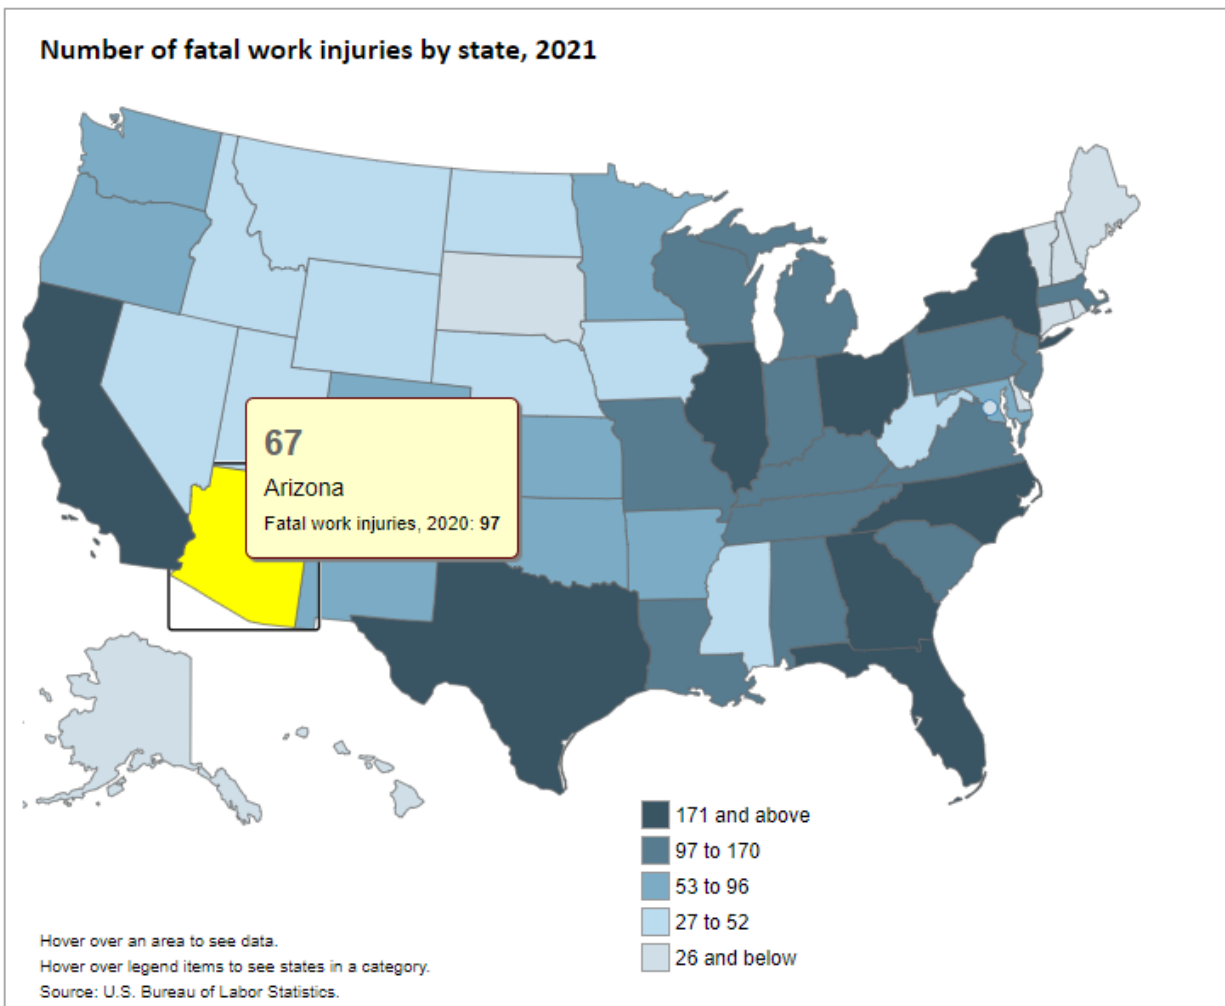 Number of fatal work injuries by state, 2021
67
Arizona
Fatal work injuries, 2020: 97
171 and above
97 to 170
53 to 96
27 to 52
26 and below
Hover over an area to see data.
Hover over legend items to see states in a category.
Source: U.S. Bureau of Labor Statistics.